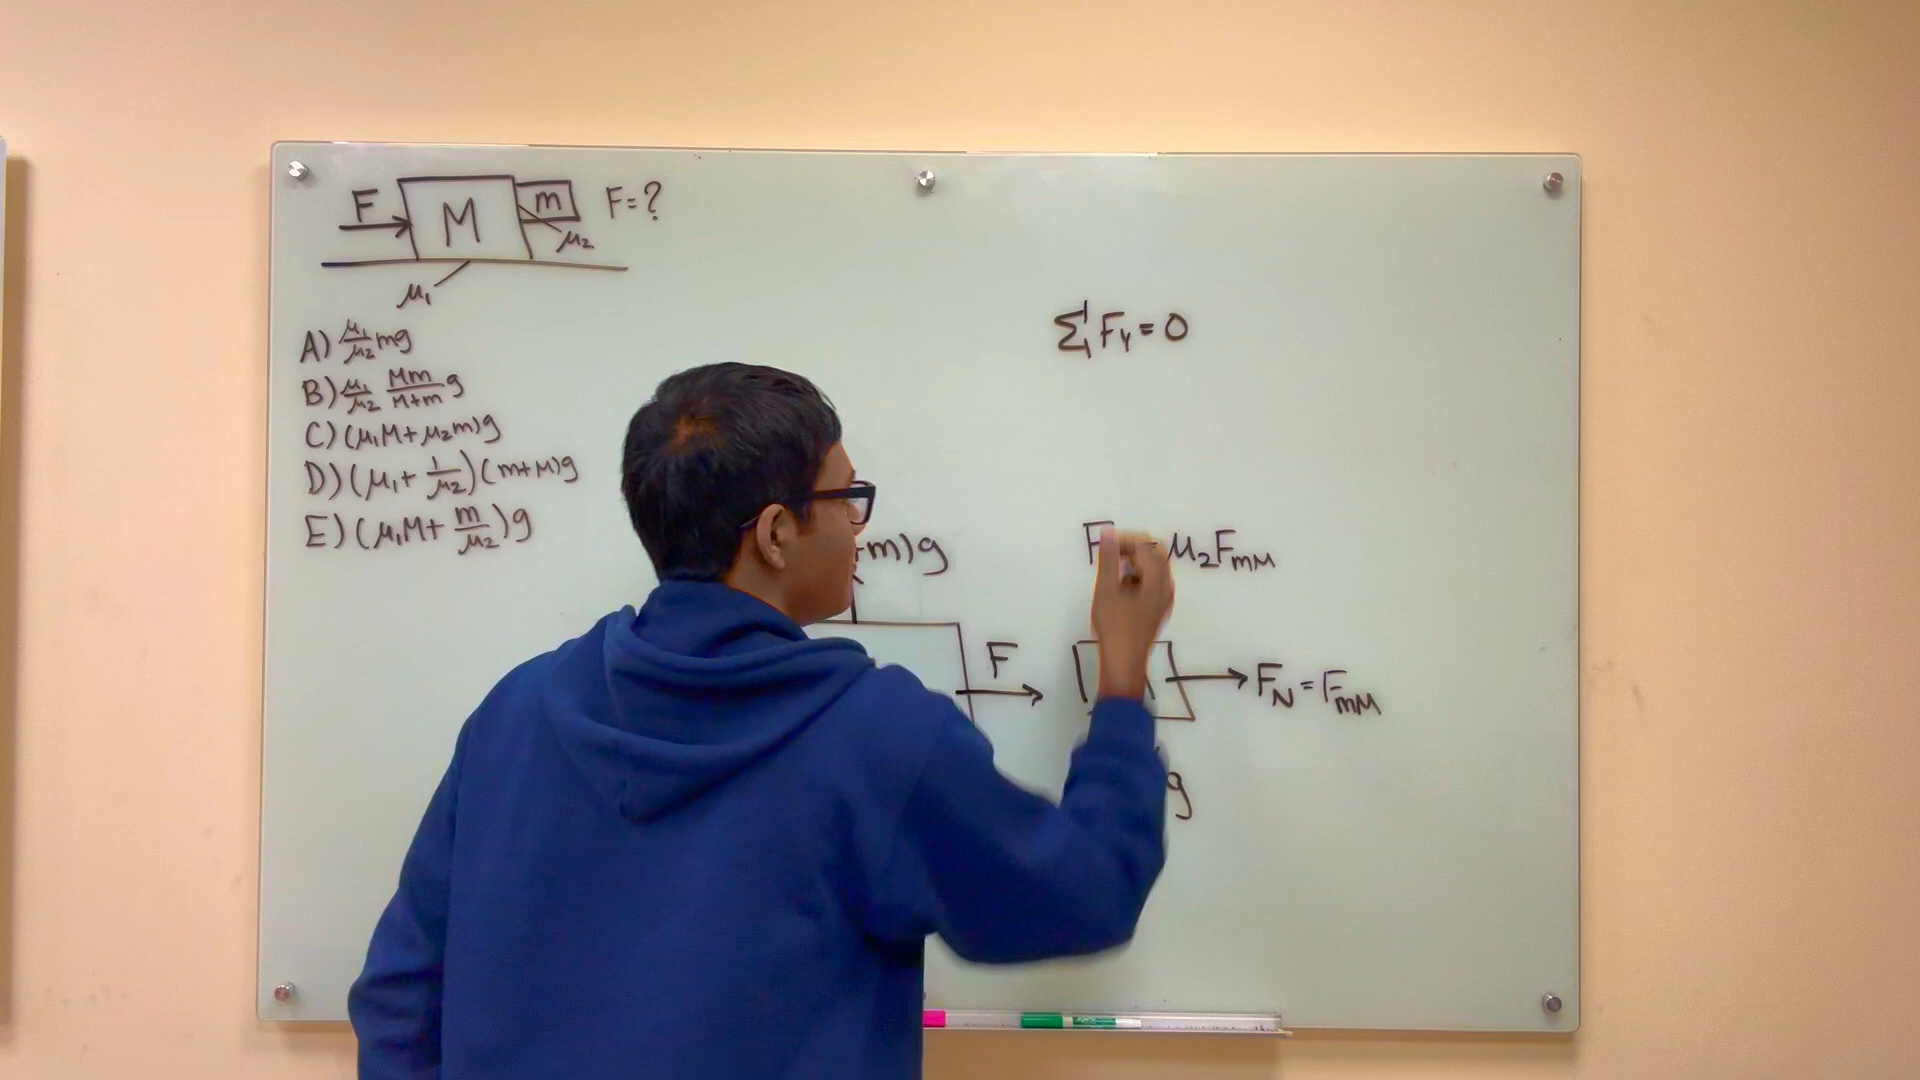 F M m F=?
μ₂
μ₁
A) μ₁/μ₂ mg
B) μ₁/μ₂ Mm/M+m g
C) (μ₁M+μ₂m)g
D) (μ₁+ 1/μ₂)(m+M)g
E) (μ₁M+ m/μ₂)g
ΣFy=0
+m)g
F = μ₂FmM
F
FN=FmM
g